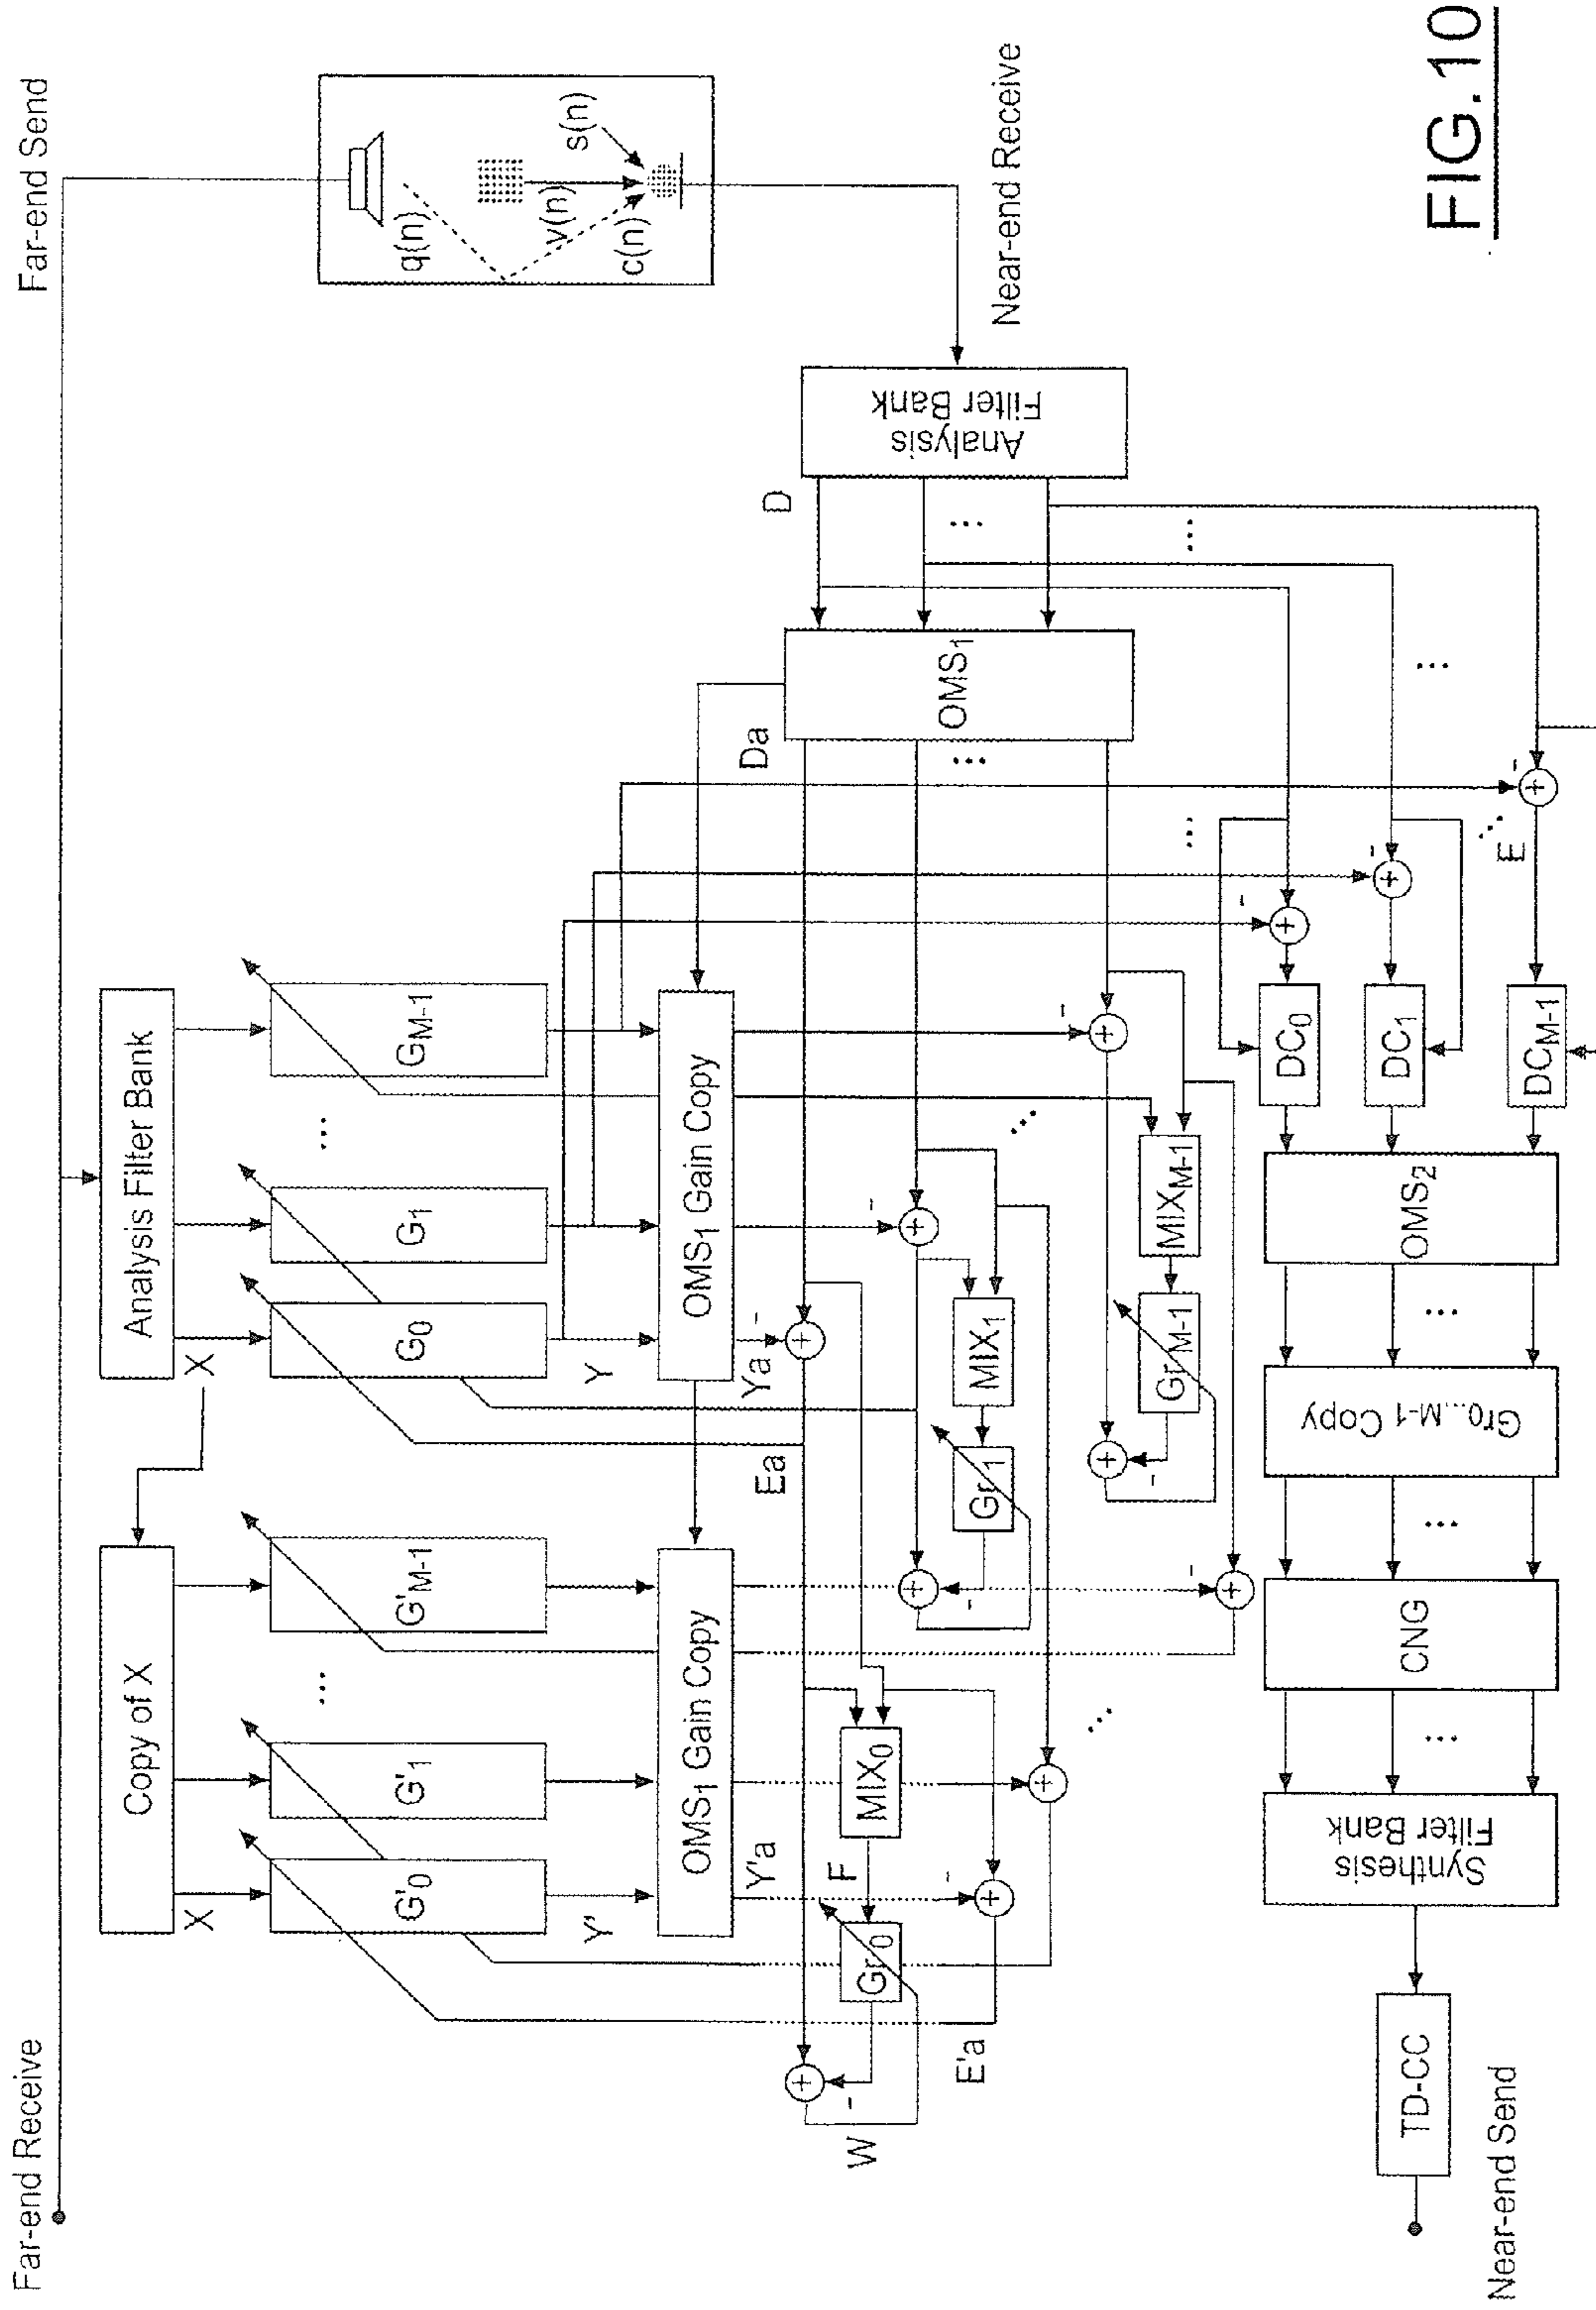 Far-end Receive
Far-end Send
Copy of X
Analysis Filter Bank
X
X
G'0
G'1
...
G'M-1
G0
G1
...
GM-1
q(n)
v(n)
s(n)
c(n)
Y'
Y
OMS1 Gain Copy
OMS1 Gain Copy
Y'a
Ya
Ea
Da
D
Near-end Receive
Analysis
Filter Bank
OMS1
...
...
W
Gr0
F
MIX0
E'a
Gr1
MIX1
...
...
GrM-1
MIXM-1
...
...
...
...
E
TD-CC
Synthesis
Filter Bank
...
CNG
...
Gr0...M-1 Copy
...
OMS2
DC0
DC1
DCM-1
Near-end Send
FIG.10